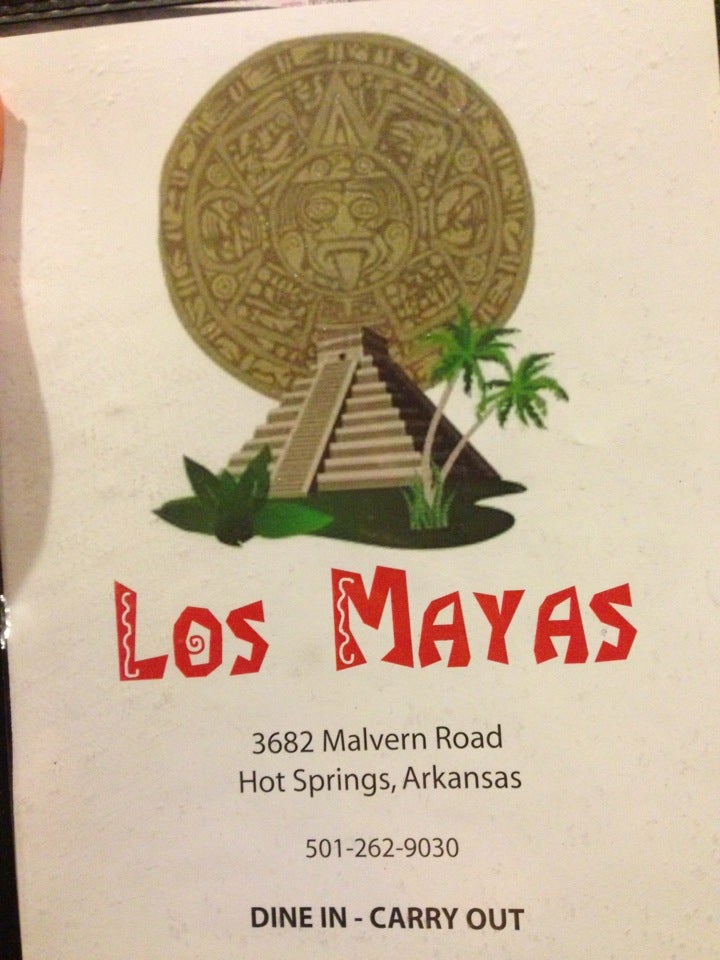 LOS MAYAS
3682 Malvern Road
Hot Springs, Arkansas
501-262-9030
DINE IN - CARRY OUT